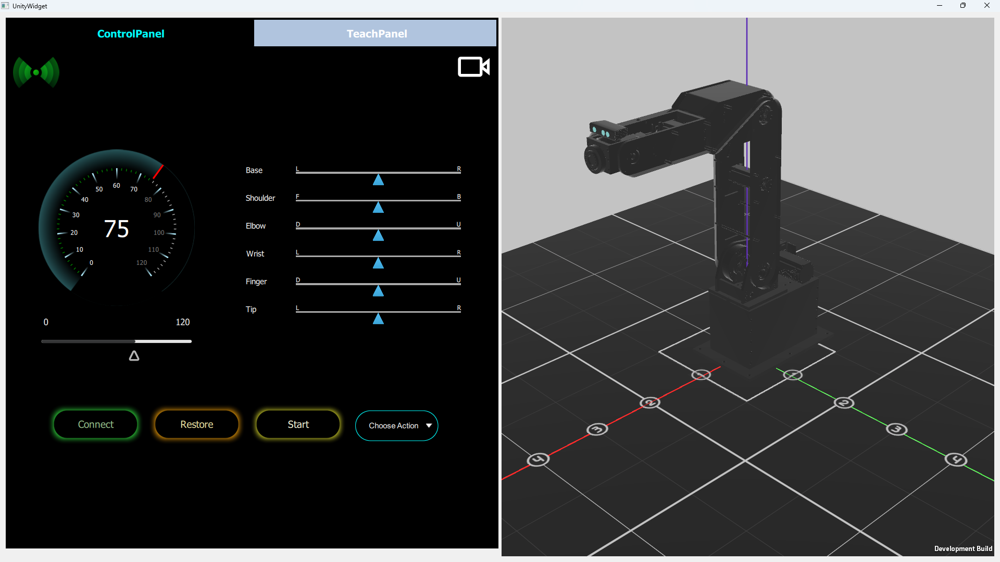 UnityWidget
ControlPanel
TeachPanel
0
10
20
30
40
50
60
70
80
90
100
110
120
75
0
120
Base
L
R
Shoulder
F
B
Elbow
D
U
Wrist
L
R
Finger
D
U
Tip
L
R
Connect
Restore
Start
Choose Action
1
2
3
4
1
2
3
4
Development Build